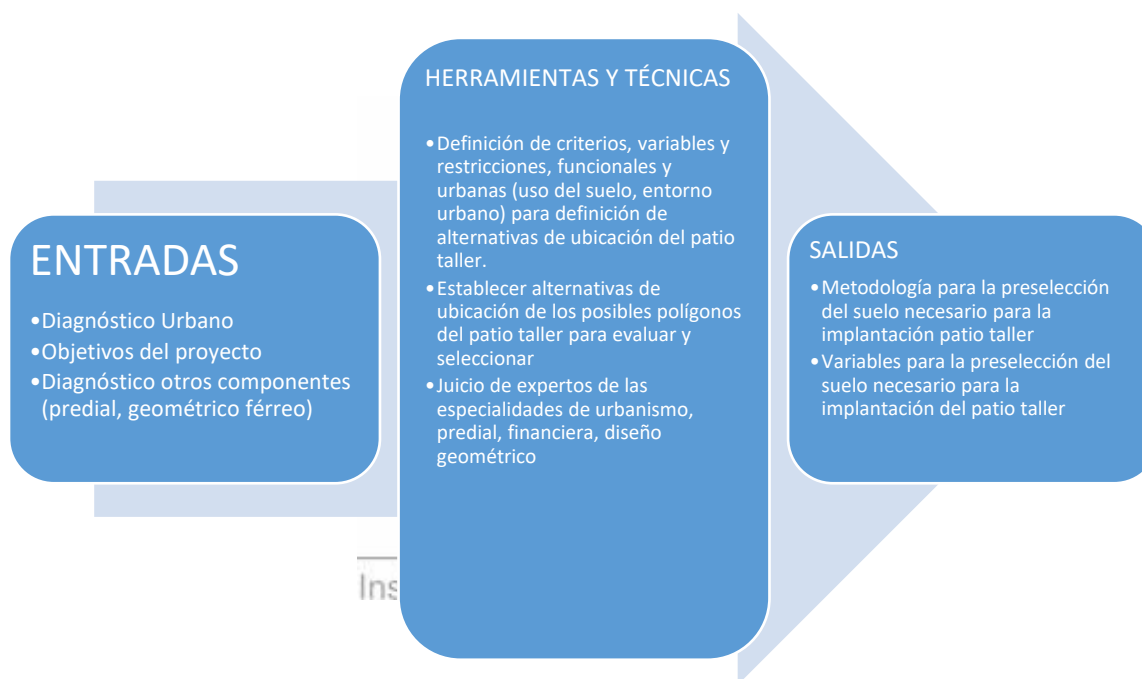 ENTRADAS
•Diagnóstico Urbano
•Objetivos del proyecto
•Diagnóstico otros componentes
(predial, geométrico férreo)
HERRAMIENTAS Y TÉCNICAS
•Definición de criterios, variables y
restricciones, funcionales y
urbanas (uso del suelo, entorno
urbano) para definición de
alternativas de ubicación del patio
taller.
•Establecer alternativas de
ubicación de los posibles polígonos
del patio taller para evaluar y
seleccionar
•Juicio de expertos de las
especialidades de urbanismo,
predial, financiera, diseño
geométrico
SALIDAS
•Metodología para la preselección
del suelo necesario para la
implantación patio taller
•Variables para la preselección del
suelo necesario para la
implantación del patio taller
Ins